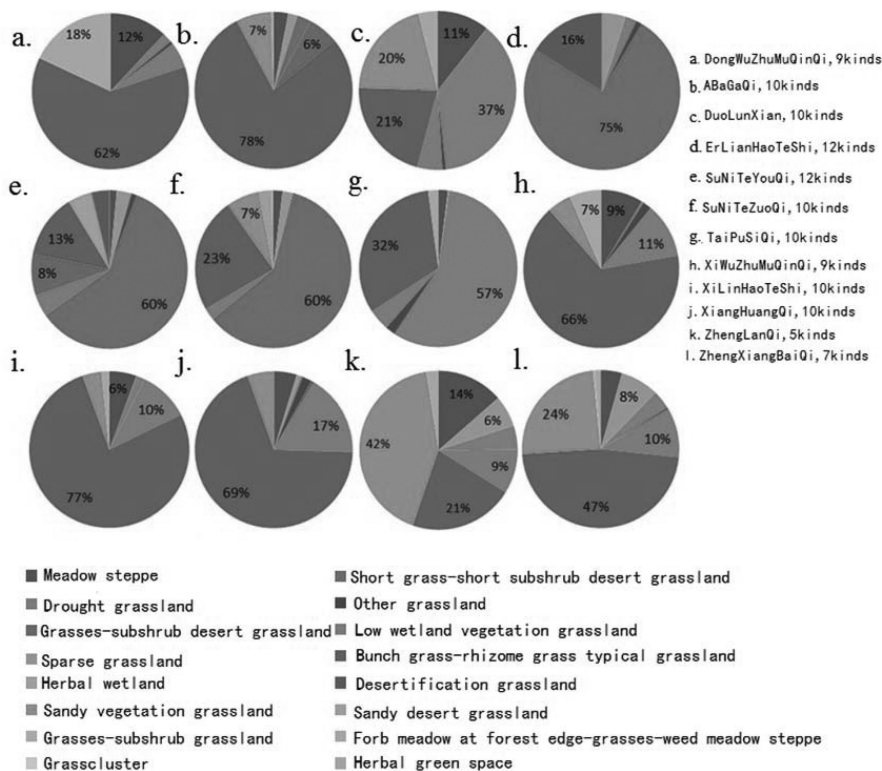 a.
18%
12%
62%
b.
7%
6%
78%
c.
11%
20%
37%
21%
d.
16%
75%
a. DongWuZhuMuQinQi, 9kinds
b. ABaGaQi, 10kinds
c. DuoLunXian, 10kinds
d. ErLianHaoTeShi, 12kinds
e. SuNiTeYouQi, 12kinds
f. SuNiTeZuoQi, 10kinds
g. TaiPuSiQi, 10kinds
h. XiWuZhuMuQinQi, 9kinds
i. XiLinHaoTeShi, 10kinds
j. XiangHuangQi, 10kinds
k. ZhengLanQi, 5kinds
l. ZhengXiangBaiQi, 7kinds
e.
13%
8%
60%
f.
7%
23%
60%
g.
32%
57%
h.
7%
9%
11%
66%
i.
6%
10%
77%
j.
17%
69%
k.
14%
6%
42%
9%
21%
l.
8%
24%
10%
47%
Meadow steppe
Drought grassland
Grasses-subshrub desert grassland
Sparse grassland
Herbal wetland
Sandy vegetation grassland
Grasses-subshrub grassland
Grasscluster
Short grass-short subshrub desert grassland
Other grassland
Low wetland vegetation grassland
Bunch grass-rhizome grass typical grassland
Desertification grassland
Sandy desert grassland
Forb meadow at forest edge-grasses-weed meadow steppe
Herbal green space